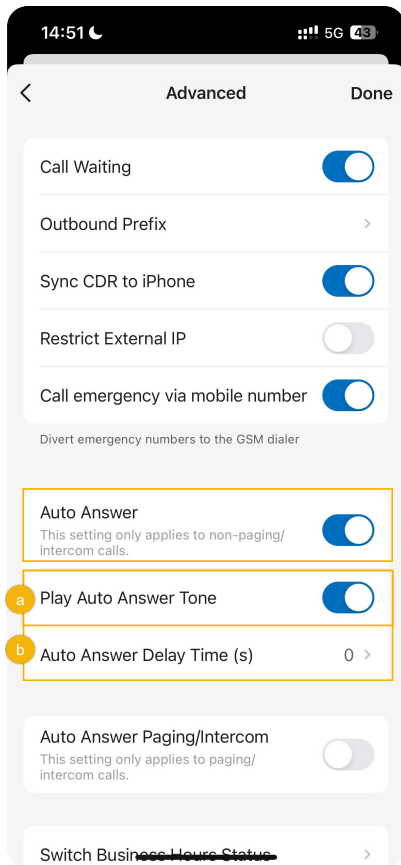 14:51 5G 43
Advanced Done
Call Waiting
Outbound Prefix
Sync CDR to iPhone
Restrict External IP
Call emergency via mobile number
Divert emergency numbers to the GSM dialer
Auto Answer
This setting only applies to non-paging/
intercom calls.
a Play Auto Answer Tone
b Auto Answer Delay Time (s) 0
Auto Answer Paging/Intercom
This setting only applies to paging/
intercom calls.
Switch Business Hours Status